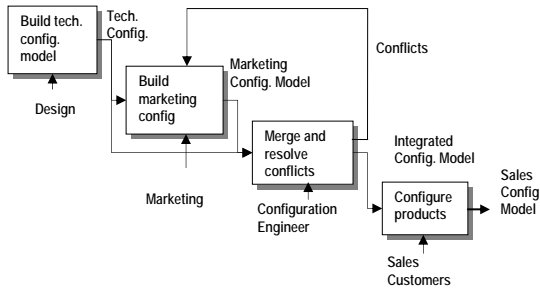 Build tech.
config.
model
Tech.
Config.
Conflicts
Design
Build
marketing
config
Marketing
Config. Model
Marketing
Merge and
resolve
conflicts
Integrated
Config. Model
Configuration
Engineer
Configure
products
Sales
Config
Model
Sales
Customers